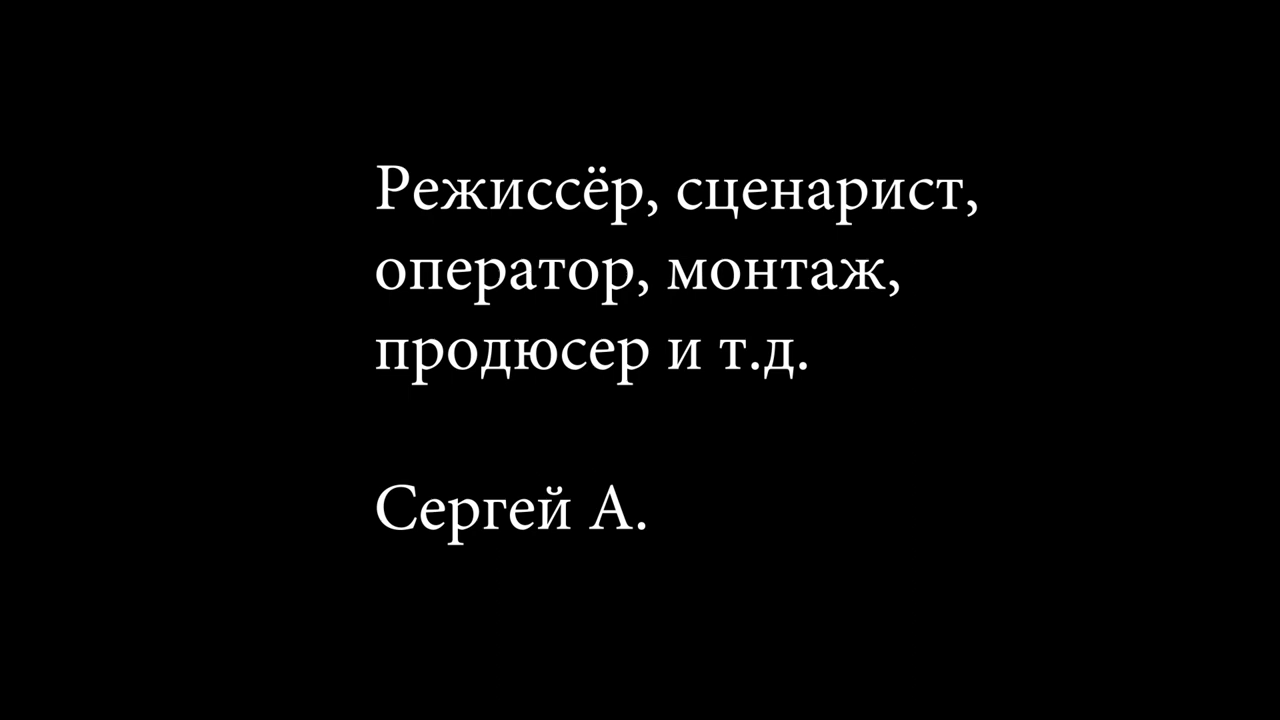 Режиссёр, сценарист,
оператор, монтаж,
продюсер и т.д.
Сергей А.